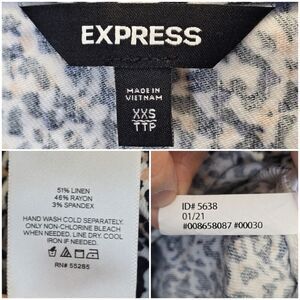 EXPRESS
MADE IN
VIETNAM
XXS
TTP
51% LINEN
46% RAYON
3% SPANDEX
HAND WASH COLD SEPARATELY.
ONLY NON-CHLORINE BLEACH
WHEN NEEDED. LINE DRY. COOL
IRON IF NEEDED.
RN# 55285
ID# 5638
01/21
#008658087 #00030